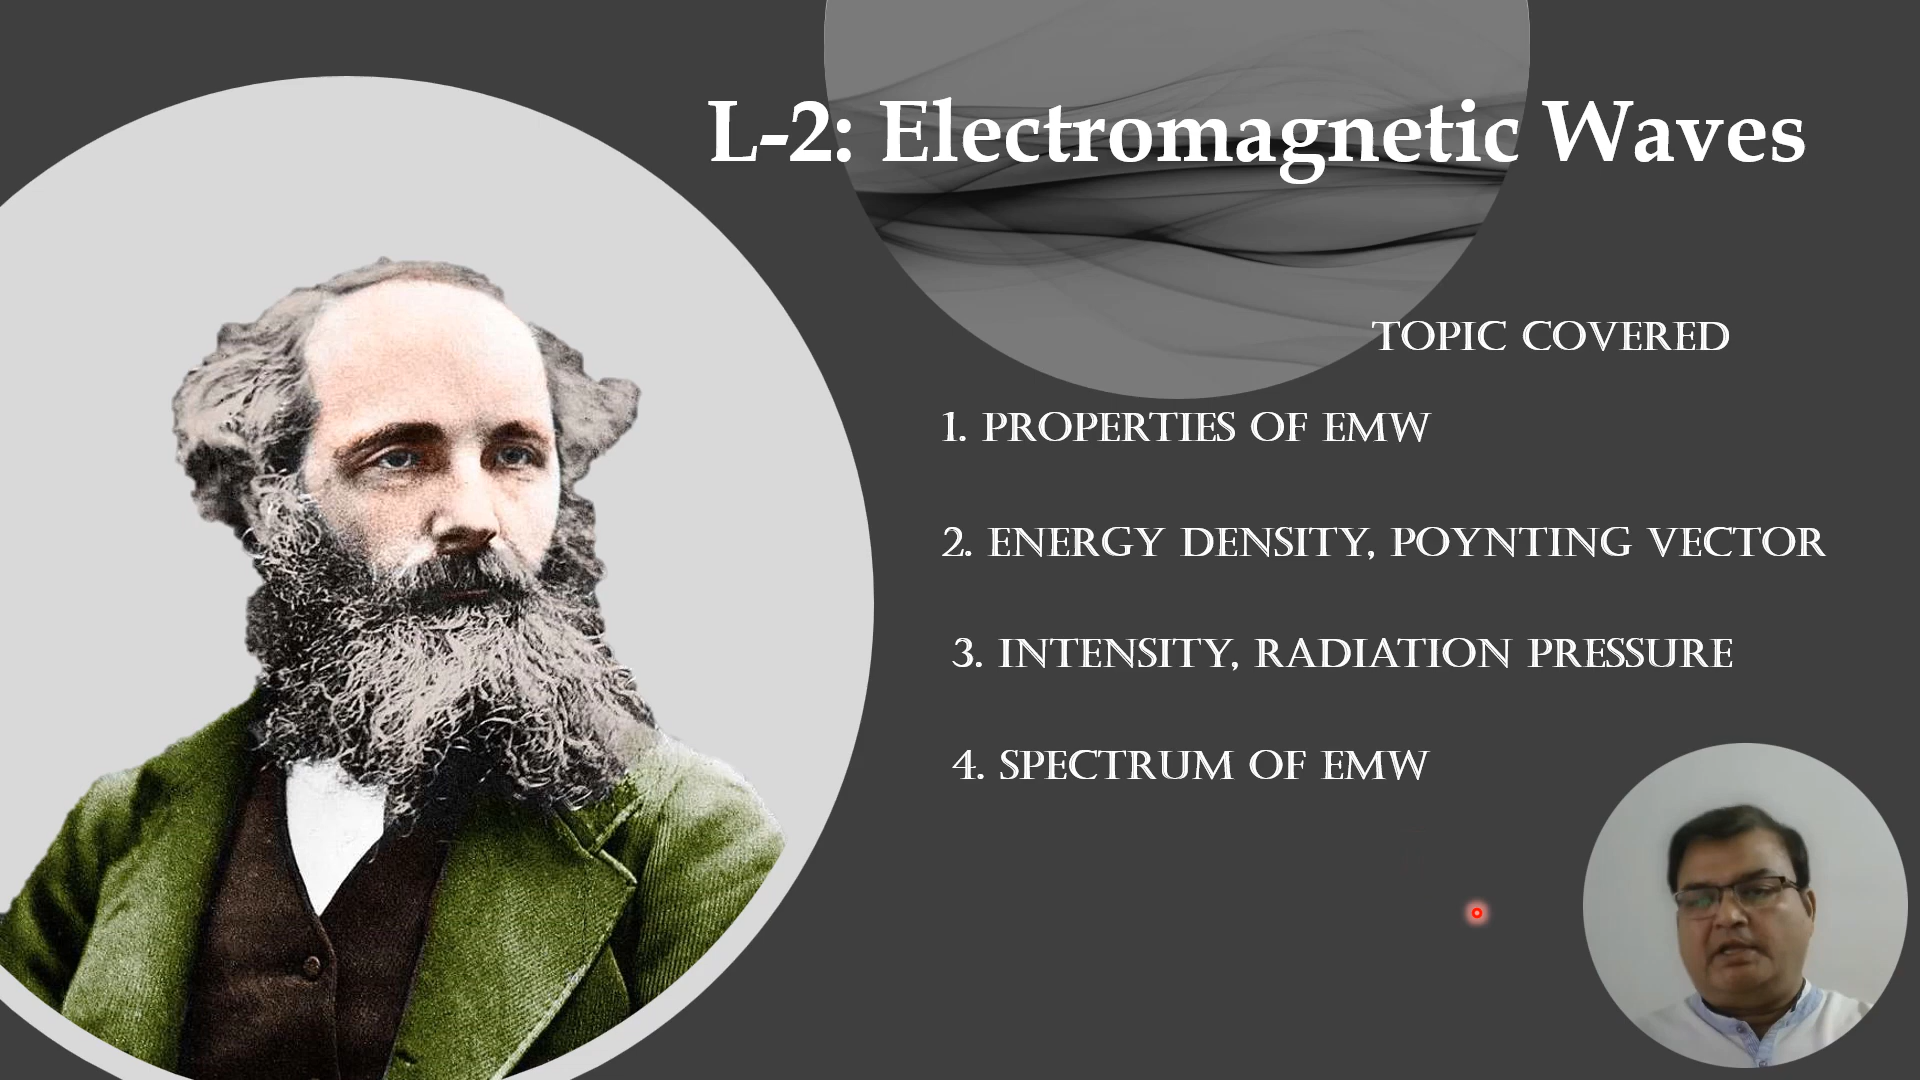 L-2: Electromagnetic Waves
TOPIC COVERED
1. PROPERTIES OF EMW
2. ENERGY DENSITY, POYNTING VECTOR
3. INTENSITY, RADIATION PRESSURE
4. SPECTRUM OF EMW